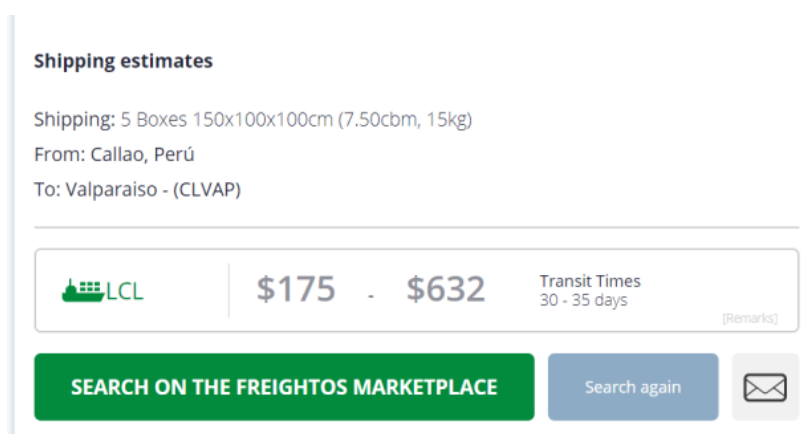 Shipping estimates
Shipping: 5 Boxes 150x100x100cm (7.50cbm, 15kg)
From: Callao, Perú
To: Valparaiso - (CLVAP)
LCL $175 - $632 Transit Times
30 - 35 days
[Remarks]
SEARCH ON THE FREIGHTOS MARKETPLACE Search again